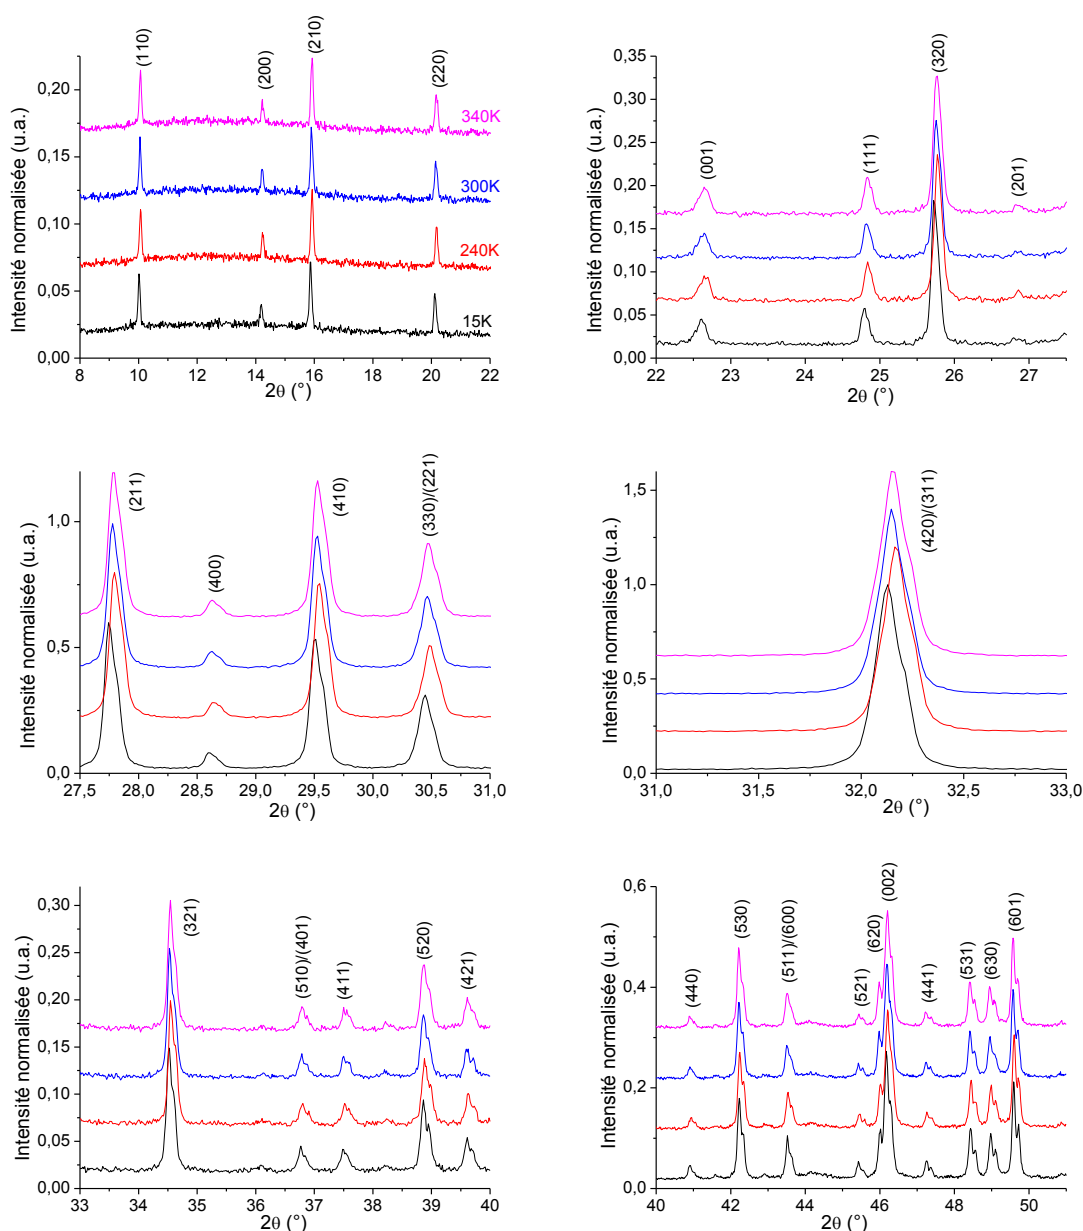 Intensité normalisée (u.a.)
0,20
0,15
0,10
0,05
0,00
(110)
(200)
(210)
(220)
340K
300K
240K
15K
8 10 12 14 16 18 20 22
2θ (°)
Intensité normalisée (u.a.)
0,35
0,30
0,25
0,20
0,15
0,10
0,05
0,00
(001)
(111)
(320)
(201)
22 23 24 25 26 27
2θ (°)
Intensité normalisée (u.a.)
1,0
0,5
0,0
(211)
(400)
(410)
(330)/(221)
27,5 28,0 28,5 29,0 29,5 30,0 30,5 31,0
2θ (°)
Intensité normalisée (u.a.)
1,5
1,0
0,5
0,0
(420)/(311)
31,0 31,5 32,0 32,5 33,0
2θ (°)
Intensité normalisée (u.a.)
0,30
0,25
0,20
0,15
0,10
0,05
0,00
(321)
(510)/(401)
(411)
(520)
(421)
33 34 35 36 37 38 39 40
2θ (°)
Intensité normalisée (u.a.)
0,6
0,4
0,2
0,0
(440)
(530)
(511)/(600)
(521)
(620)
(002)
(441)
(531)
(630)
(601)
40 42 44 46 48 50
2θ (°)